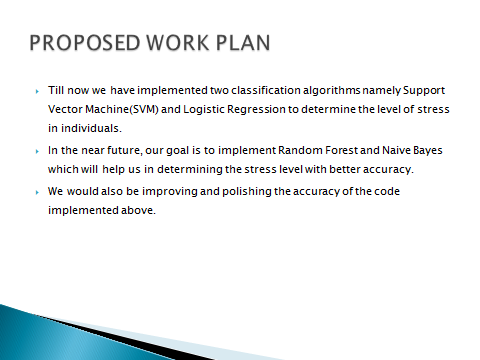 PROPOSED WORK PLAN
Till now we have implemented two classification algorithms namely Support
Vector Machine(SVM) and Logistic Regression to determine the level of stress
in individuals.
In the near future, our goal is to implement Random Forest and Naive Bayes
which will help us in determining the stress level with better accuracy.
We would also be improving and polishing the accuracy of the code
implemented above.